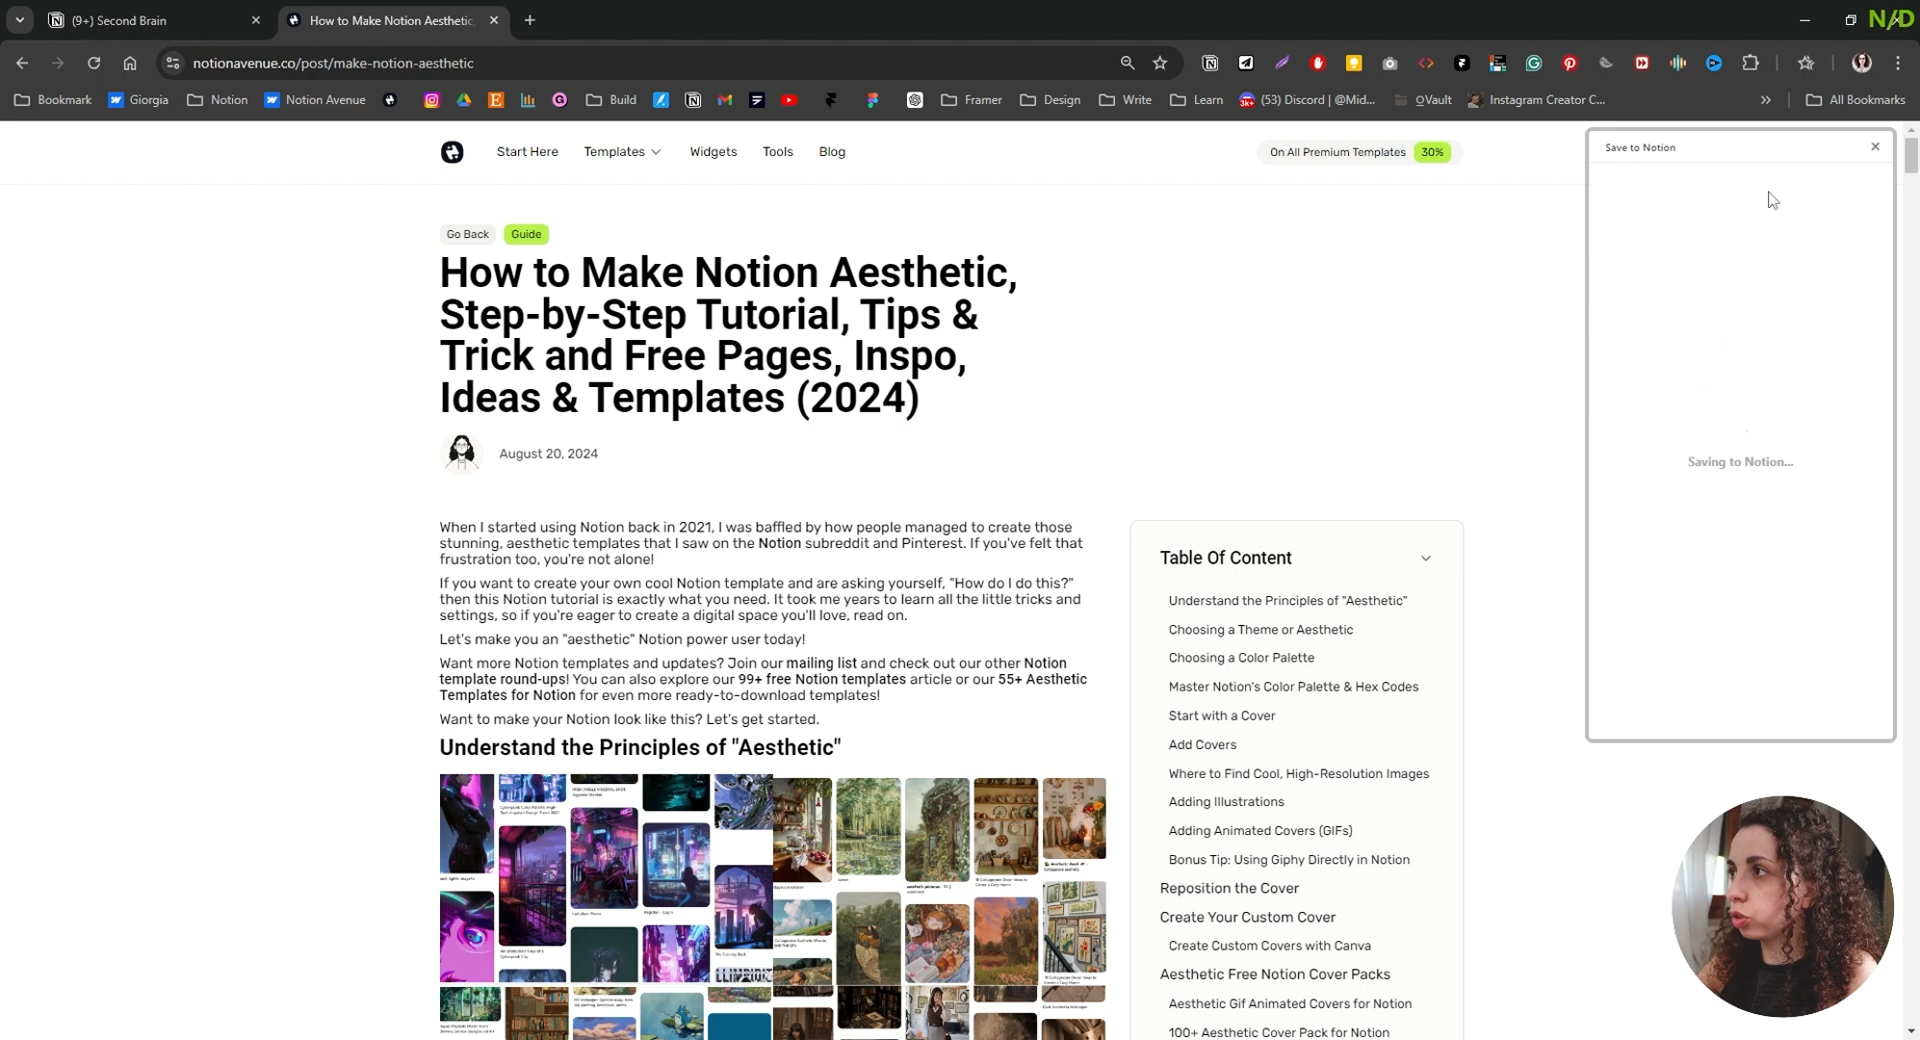 (9+) Second Brain
How to Make Notion Aesthetic,
N/D
notionavenue.co/post/make-notion-aesthetic
Bookmark
Giorgia
Notion
Notion Avenue
Build
Framer
Design
Write
Learn
(53) Discord | @Mid...
QVault
Instagram Creator C...
All Bookmarks
Start Here
Templates
Widgets
Tools
Blog
On All Premium Templates
30%
Save to Notion
Go Back
Guide
How to Make Notion Aesthetic,
Step-by-Step Tutorial, Tips &
Trick and Free Pages, Inspo,
Ideas & Templates (2024)
August 20, 2024
Saving to Notion...
When I started using Notion back in 2021, I was baffled by how people managed to create those
stunning, aesthetic templates that I saw on the Notion subreddit and Pinterest. If you've felt that
frustration too, you're not alone!
If you want to create your own cool Notion template and are asking yourself, "How do I do this?"
then this Notion tutorial is exactly what you need. It took me years to learn all the little tricks and
settings, so if you're eager to create a digital space you'll love, read on.
Let's make you an "aesthetic" Notion power user today!
Want more Notion templates and updates? Join our mailing list and check out our other Notion
template round-ups! You can also explore our 99+ free Notion templates article or our 55+ Aesthetic
Templates for Notion for even more ready-to-download templates!
Want to make your Notion look like this? Let's get started.
Understand the Principles of "Aesthetic"
Table Of Content
Understand the Principles of "Aesthetic"
Choosing a Theme or Aesthetic
Choosing a Color Palette
Master Notion's Color Palette & Hex Codes
Start with a Cover
Add Covers
Where to Find Cool, High-Resolution Images
Adding Illustrations
Adding Animated Covers (GIFs)
Bonus Tip: Using Giphy Directly in Notion
Reposition the Cover
Create Your Custom Cover
Create Custom Covers with Canva
Aesthetic Free Notion Cover Packs
Aesthetic Gif Animated Covers for Notion
100+ Aesthetic Cover Pack for Notion